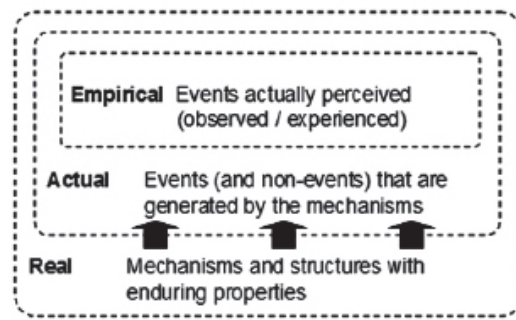 Empirical Events actually perceived
(observed / experienced)
Actual Events (and non-events) that are
generated by the mechanisms
Real Mechanisms and structures with
enduring properties